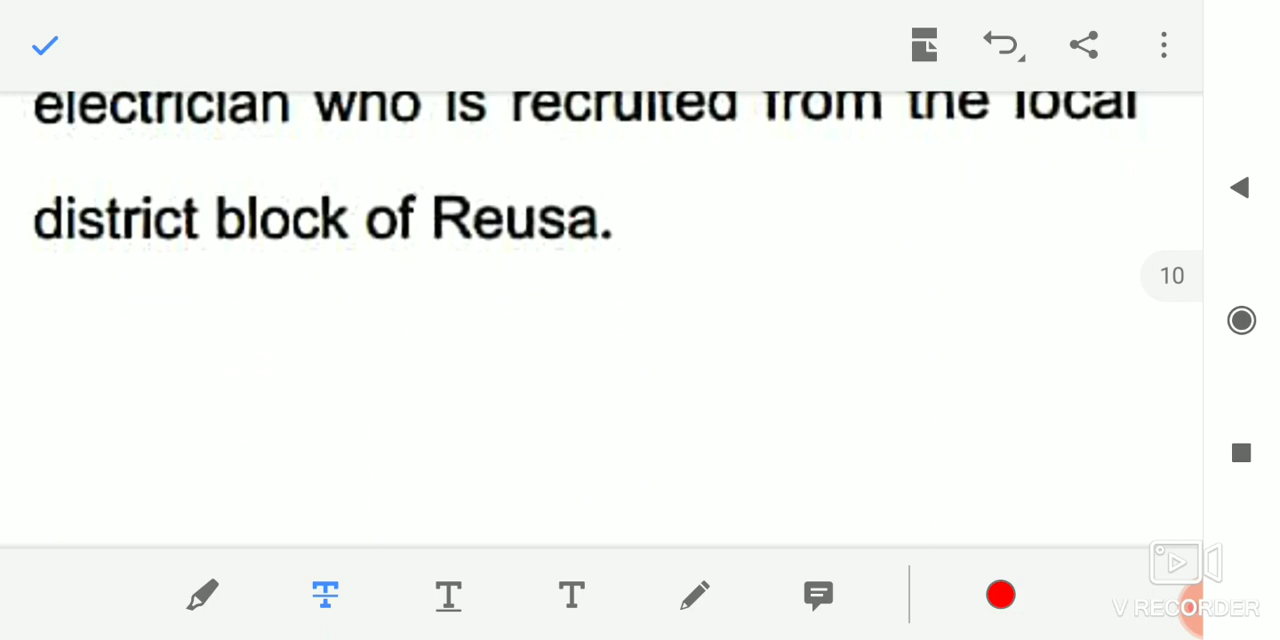 electrician who is recruited from the local
district block of Reusa.
10
V RECORDER